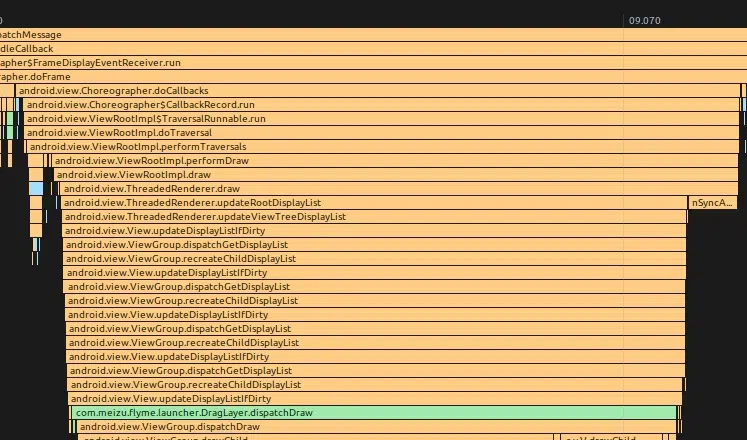 0 09.070
patchMessage
dleCallback
apher$FrameDisplayEventReceiver.run
rapher.doFrame
android.view.Choreographer.doCallbacks
android.view.Choreographer$CallbackRecord.run
android.view.ViewRootImpl$TraversalRunnable.run
android.view.ViewRootImpl.doTraversal
android.view.ViewRootImpl.performTraversals
android.view.ViewRootImpl.performDraw
android.view.ViewRootImpl.draw
android.view.ThreadedRenderer.draw
android.view.ThreadedRenderer.updateRootDisplayList nSyncA...
android.view.ThreadedRenderer.updateViewTreeDisplayList
android.view.View.updateDisplayListIfDirty
android.view.ViewGroup.dispatchGetDisplayList
android.view.ViewGroup.recreateChildDisplayList
android.view.View.updateDisplayListIfDirty
android.view.ViewGroup.dispatchGetDisplayList
android.view.ViewGroup.recreateChildDisplayList
android.view.View.updateDisplayListIfDirty
android.view.ViewGroup.dispatchGetDisplayList
android.view.ViewGroup.recreateChildDisplayList
android.view.View.updateDisplayListIfDirty
android.view.ViewGroup.dispatchGetDisplayList
android.view.ViewGroup.recreateChildDisplayList
android.view.View.updateDisplayListIfDirty
com.meizu.flyme.launcher.DragLayer.dispatchDraw
android.view.ViewGroup.dispatchDraw
android.view.ViewGroup.drawChild